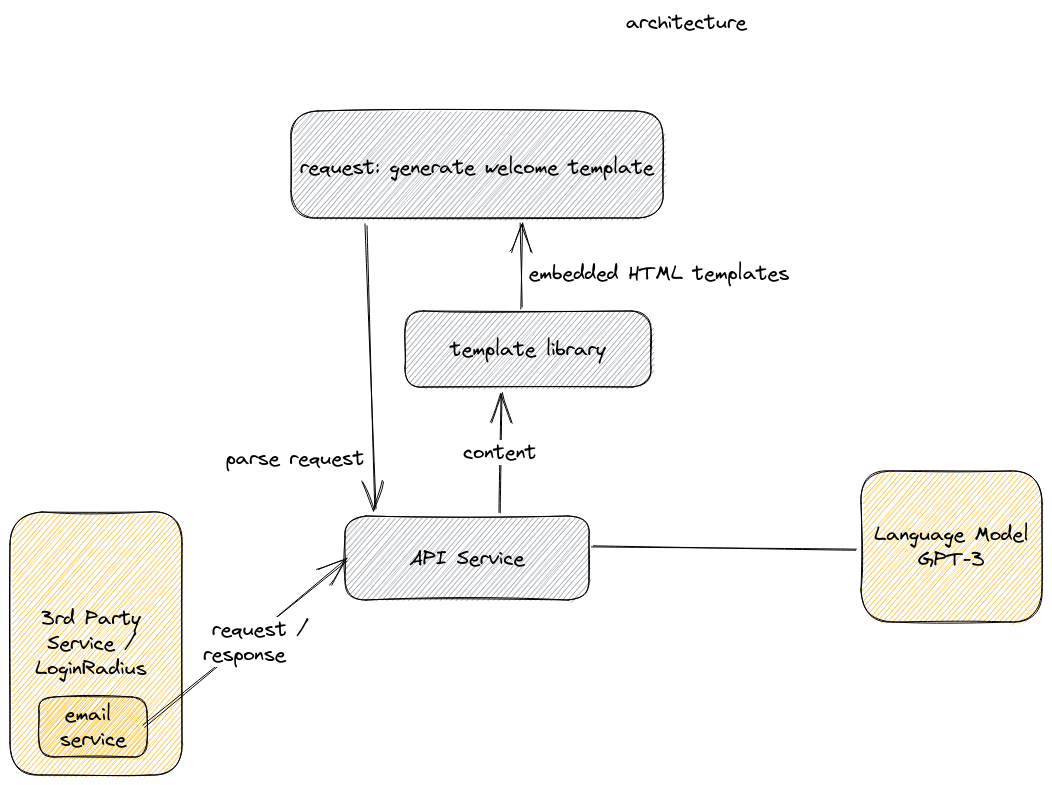 architecture
request: generate welcome template
embedded HTML templates
template library
parse request
content
API Service
Language Model
GPT-3
3rd Party
Service /
LoginRadius
request /
response
email
service